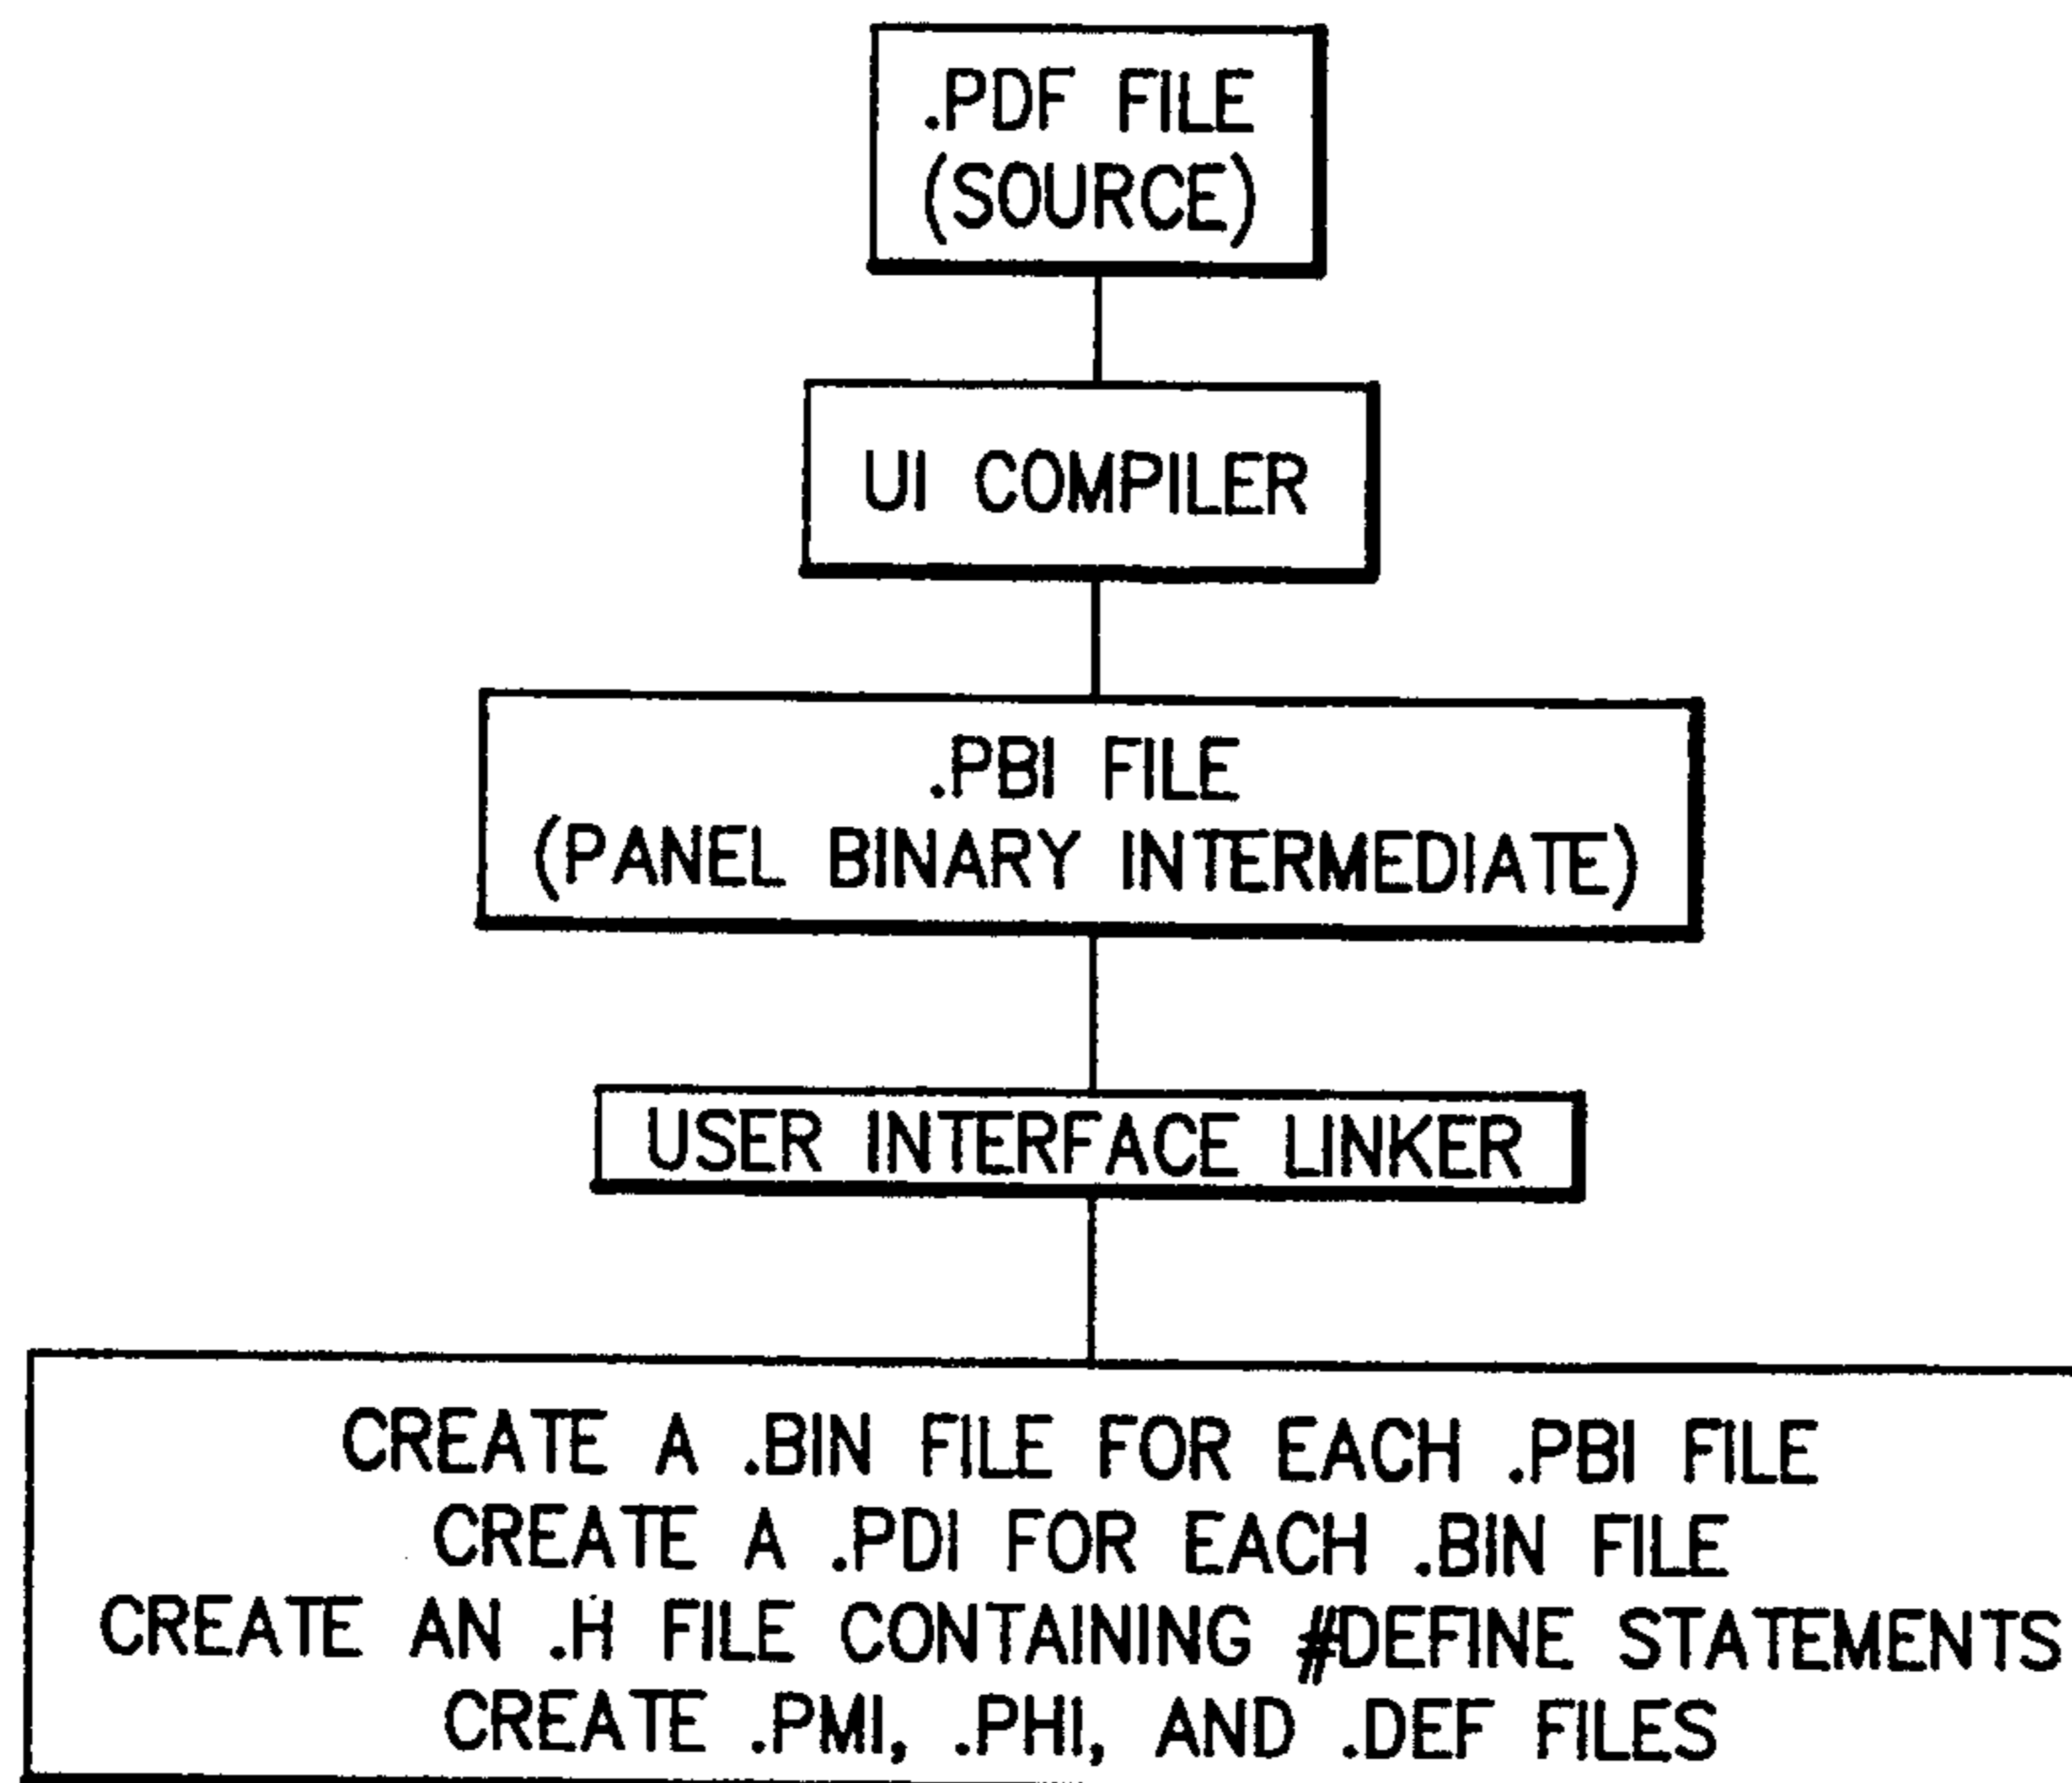 .PDF FILE
(SOURCE)
UI COMPILER
.PBI FILE
(PANEL BINARY INTERMEDIATE)
USER INTERFACE LINKER
CREATE A .BIN FILE FOR EACH .PBI FILE
CREATE A .PDI FOR EACH .BIN FILE
CREATE AN .H FILE CONTAINING #DEFINE STATEMENTS
CREATE .PMI, .PHI, AND .DEF FILES